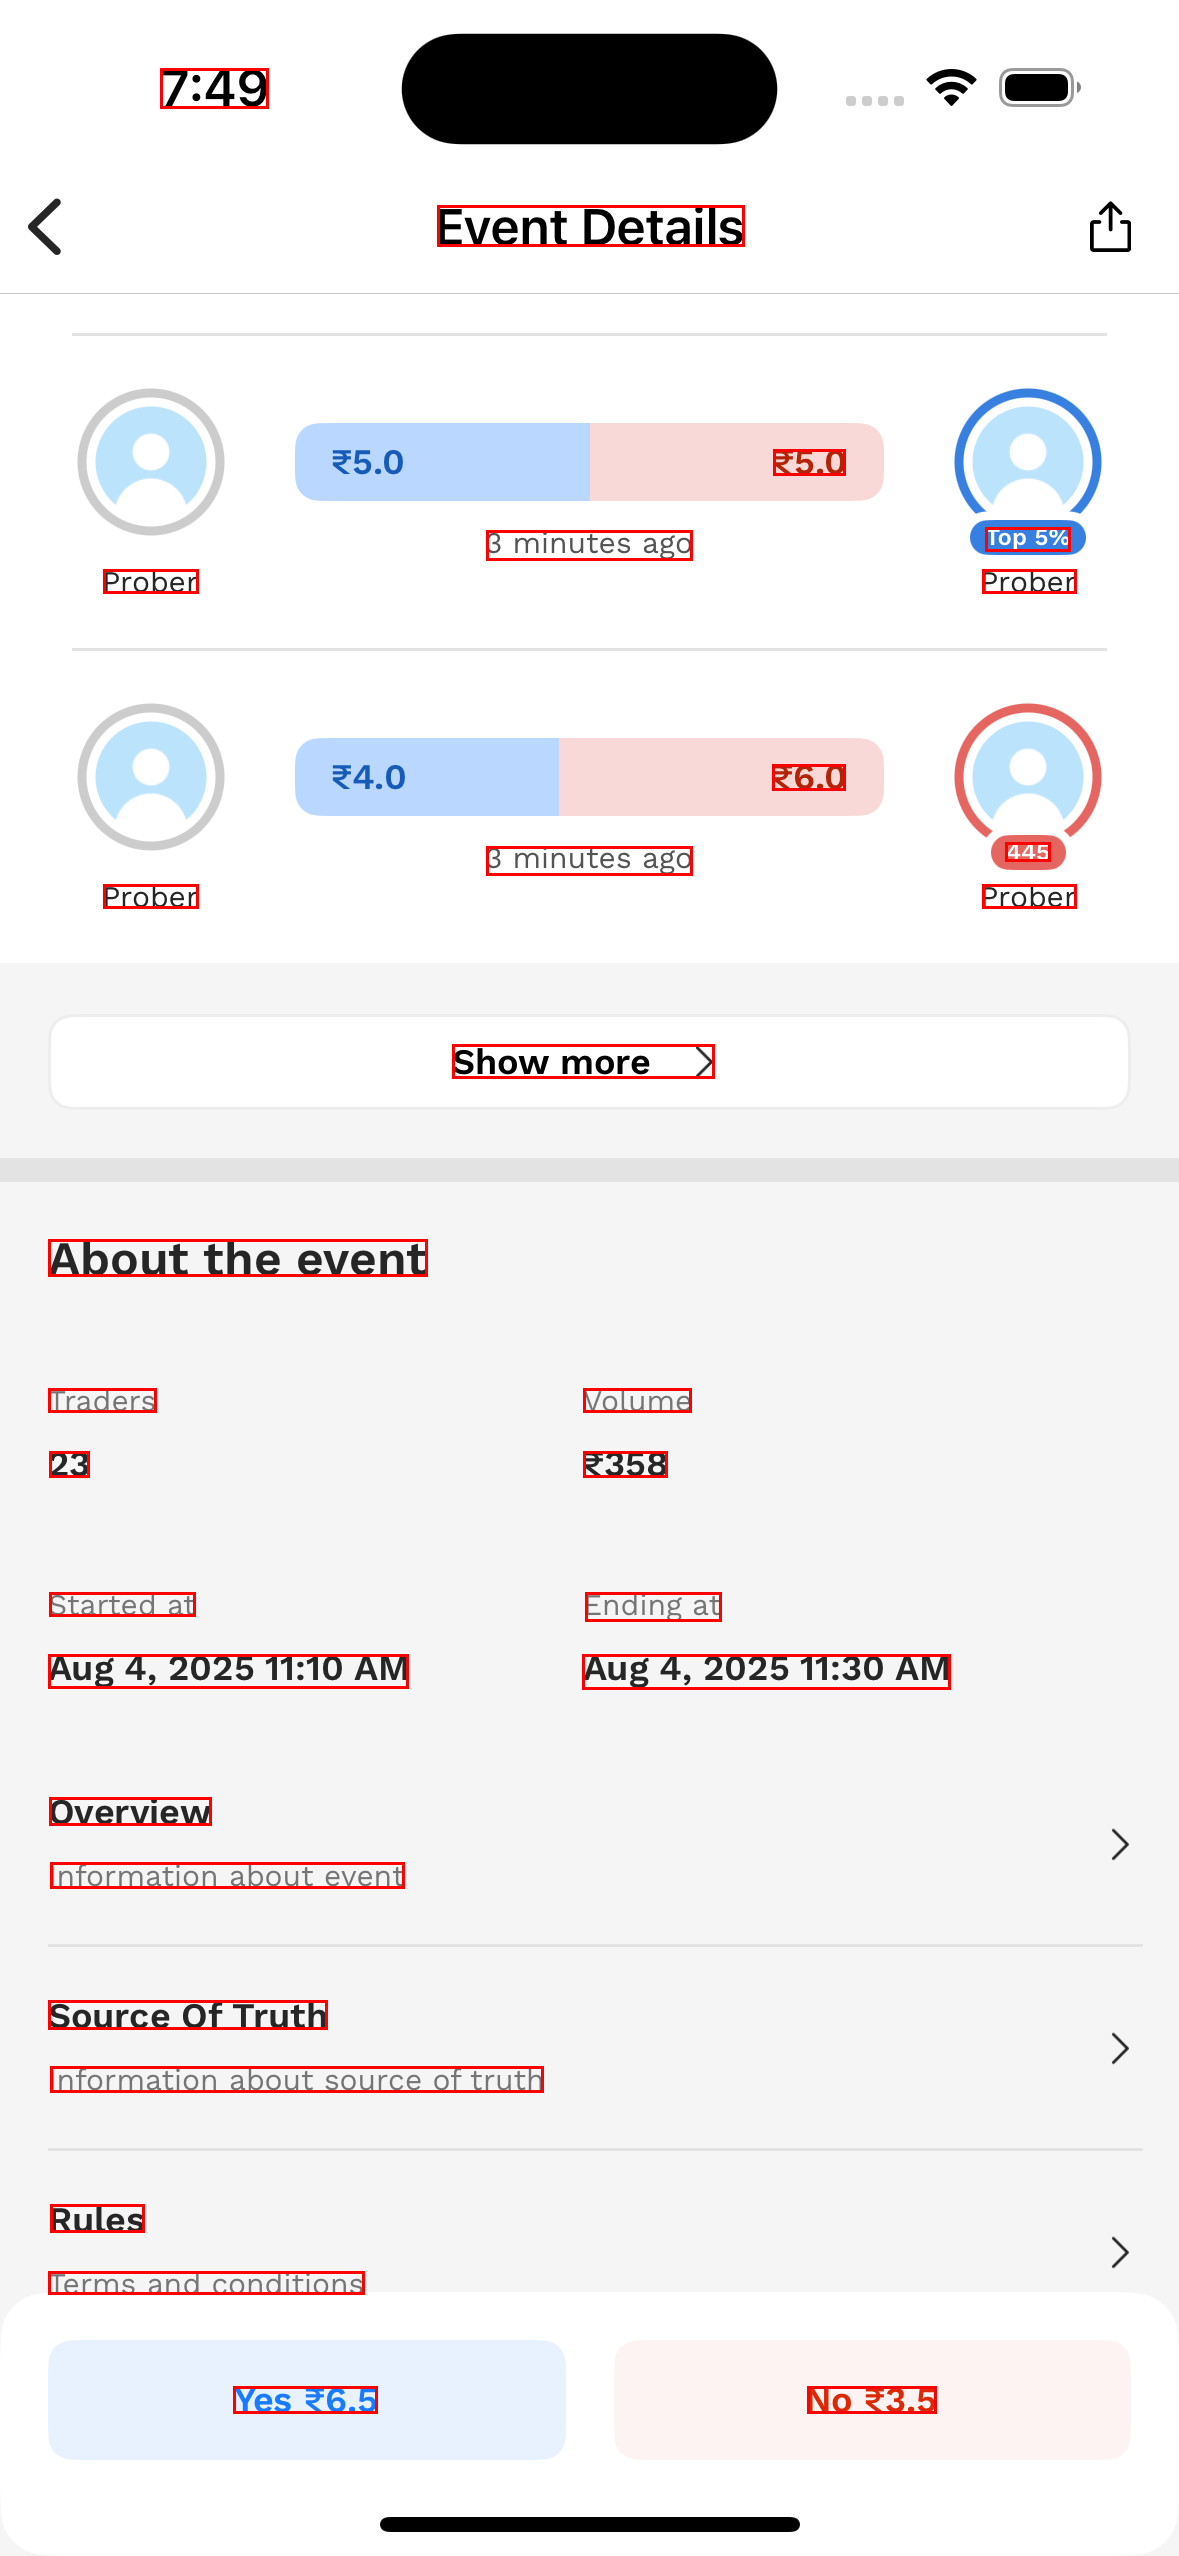 7:49
Event Details
₹5.0 ₹5.0
3 minutes ago
Top 5%
Prober Prober
₹4.0 ₹6.0
3 minutes ago
445
Prober Prober
Show more
About the event
Traders Volume
23 ₹358
Started at Ending at
Aug 4, 2025 11:10 AM Aug 4, 2025 11:30 AM
Overview
Information about event
Source Of Truth
Information about source of truth
Rules
Terms and conditions
Yes ₹6.5 No ₹3.5